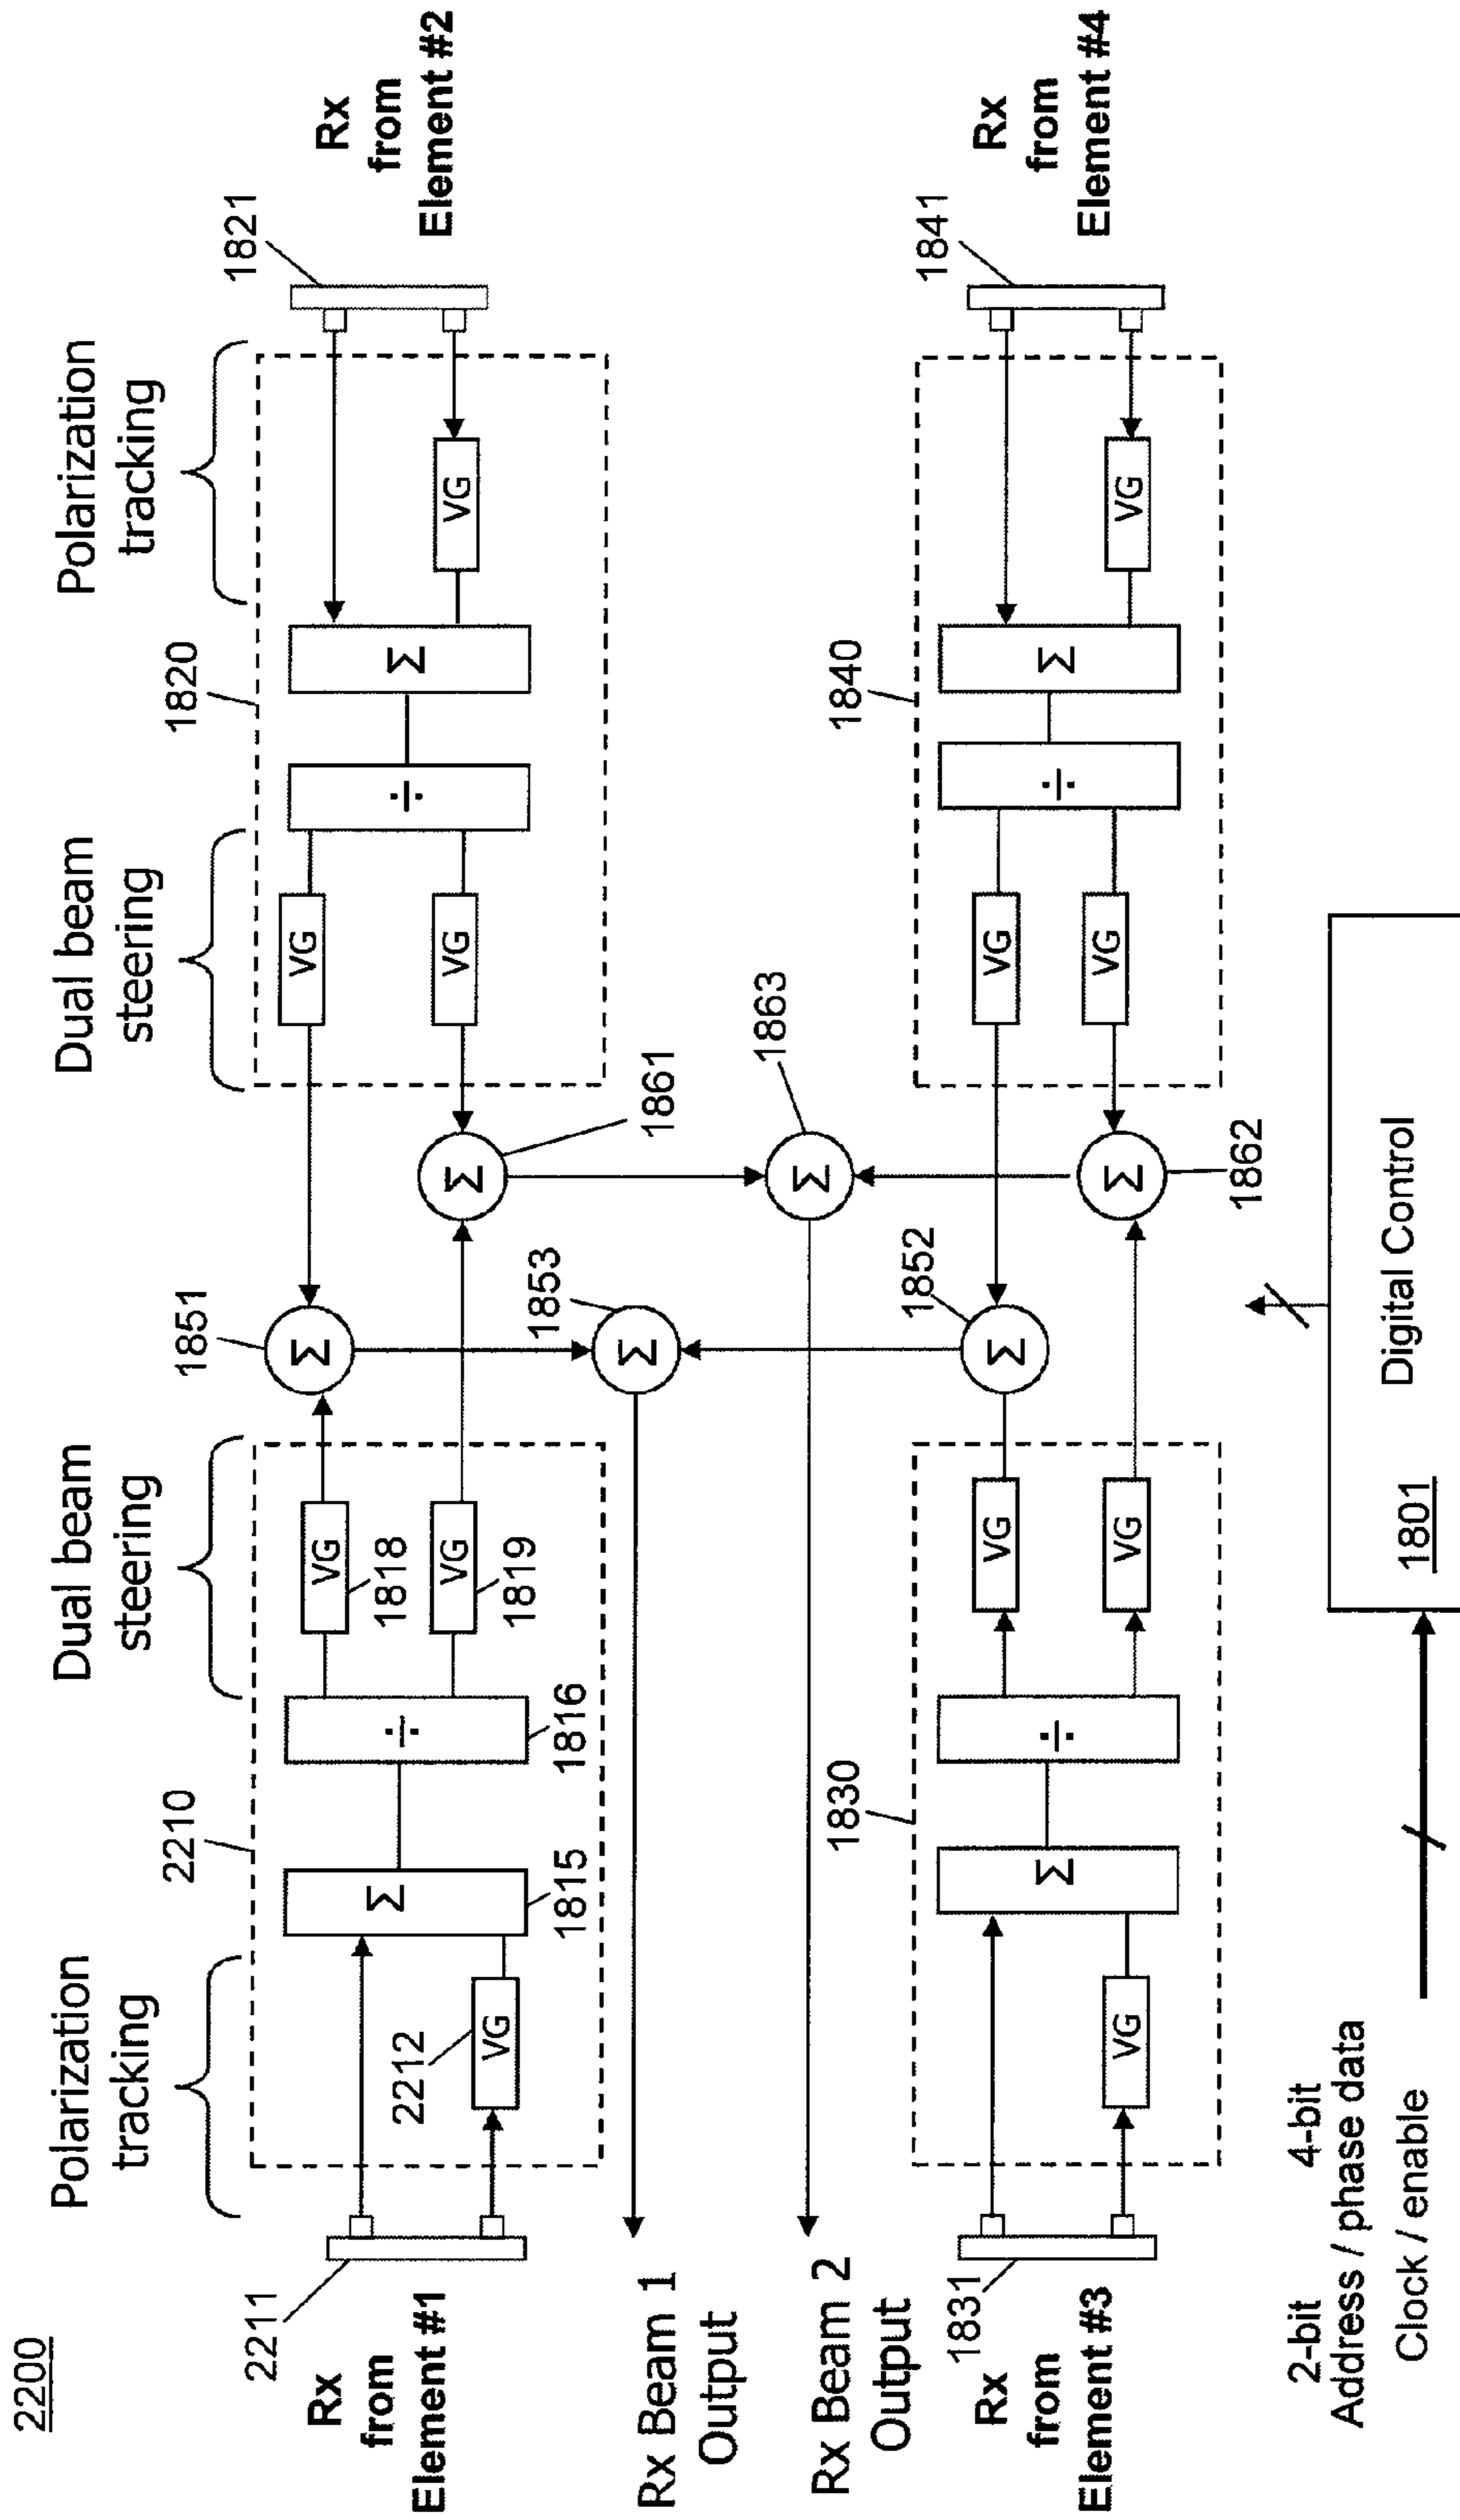 2200
Polarization
tracking
Dual beam
steering
Dual beam
steering
Polarization
tracking
2210
1851
1820
1821
2211
Rx
from
Element #1
2212
VG
Σ
1815
÷
1816
VG
1818
VG
1819
Σ
Σ
1861
VG
VG
÷
Σ
VG
Rx
from
Element #2
1853
Σ
1863
Σ
Rx Beam 1
Output
Rx Beam 2
Output
1830
1852
1840
1841
1831
Rx
from
Element #3
VG
Σ
÷
VG
VG
Σ
Σ
1862
VG
VG
÷
Σ
VG
Rx
from
Element #4
2-bit 4-bit
Address / phase data
Clock / enable
Digital Control
1801